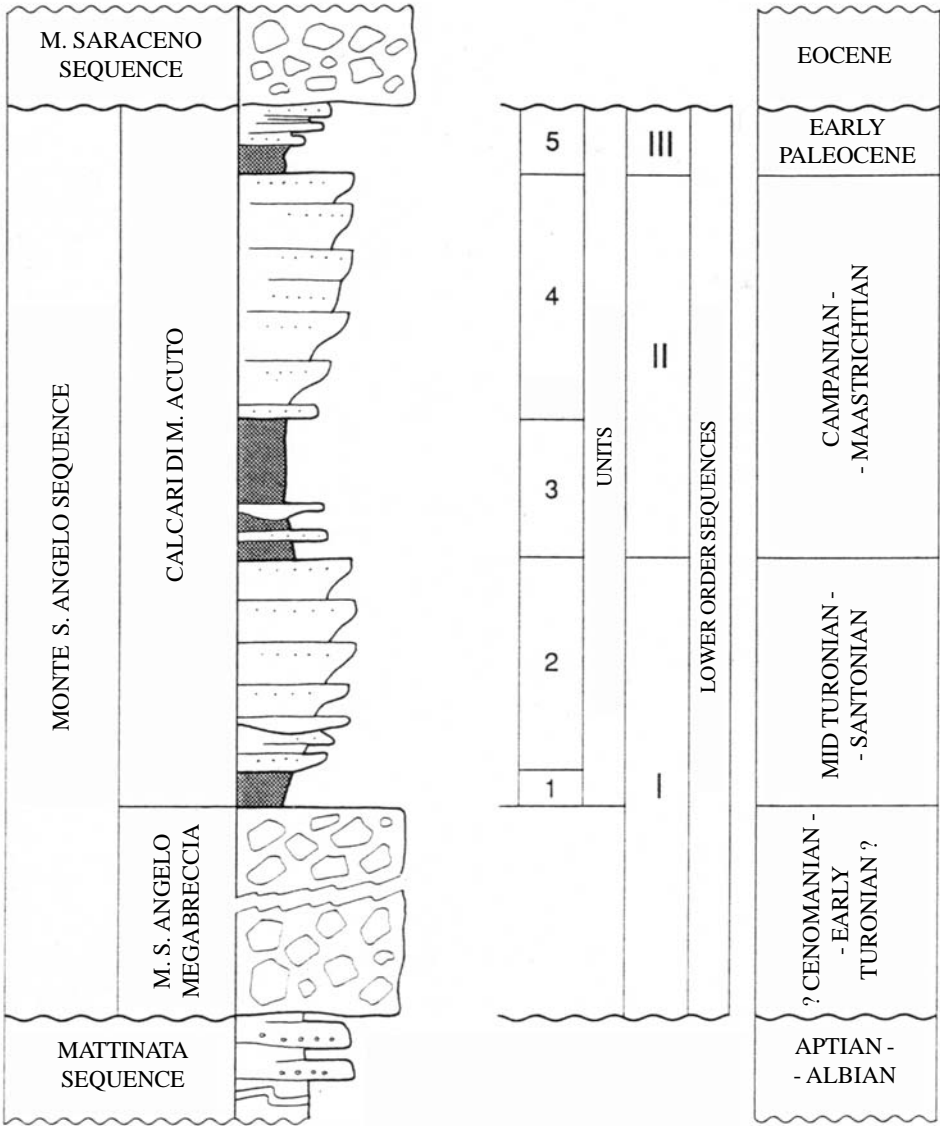 M. SARACENO
SEQUENCE
MONTE S. ANGELO SEQUENCE
CALCARI DI M. ACUTO
M. S. ANGELO
MEGABRECCIA
MATTINATA
SEQUENCE
5
4
3
2
1
UNITS
III
II
I
LOWER ORDER SEQUENCES
EOCENE
EARLY
PALEOCENE
CAMPANIAN -
- MAASTRICHTIAN
MID TURONIAN -
- SANTONIAN
? CENOMANIAN -
- EARLY
TURONIAN ?
APTIAN -
- ALBIAN